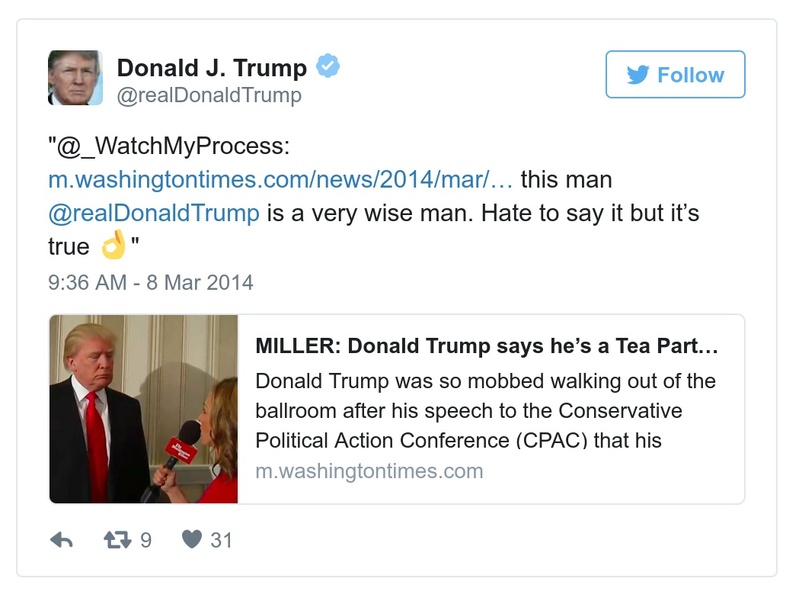 Donald J. Trump
@realDonaldTrump
Follow
"@_WatchMyProcess:
m.washingtontimes.com/news/2014/mar/… this man
@realDonaldTrump is a very wise man. Hate to say it but it’s
true 👌"
9:36 AM - 8 Mar 2014
MILLER: Donald Trump says he’s a Tea Part…
Donald Trump was so mobbed walking out of the
ballroom after his speech to the Conservative
Political Action Conference (CPAC) that his
m.washingtontimes.com
9 31